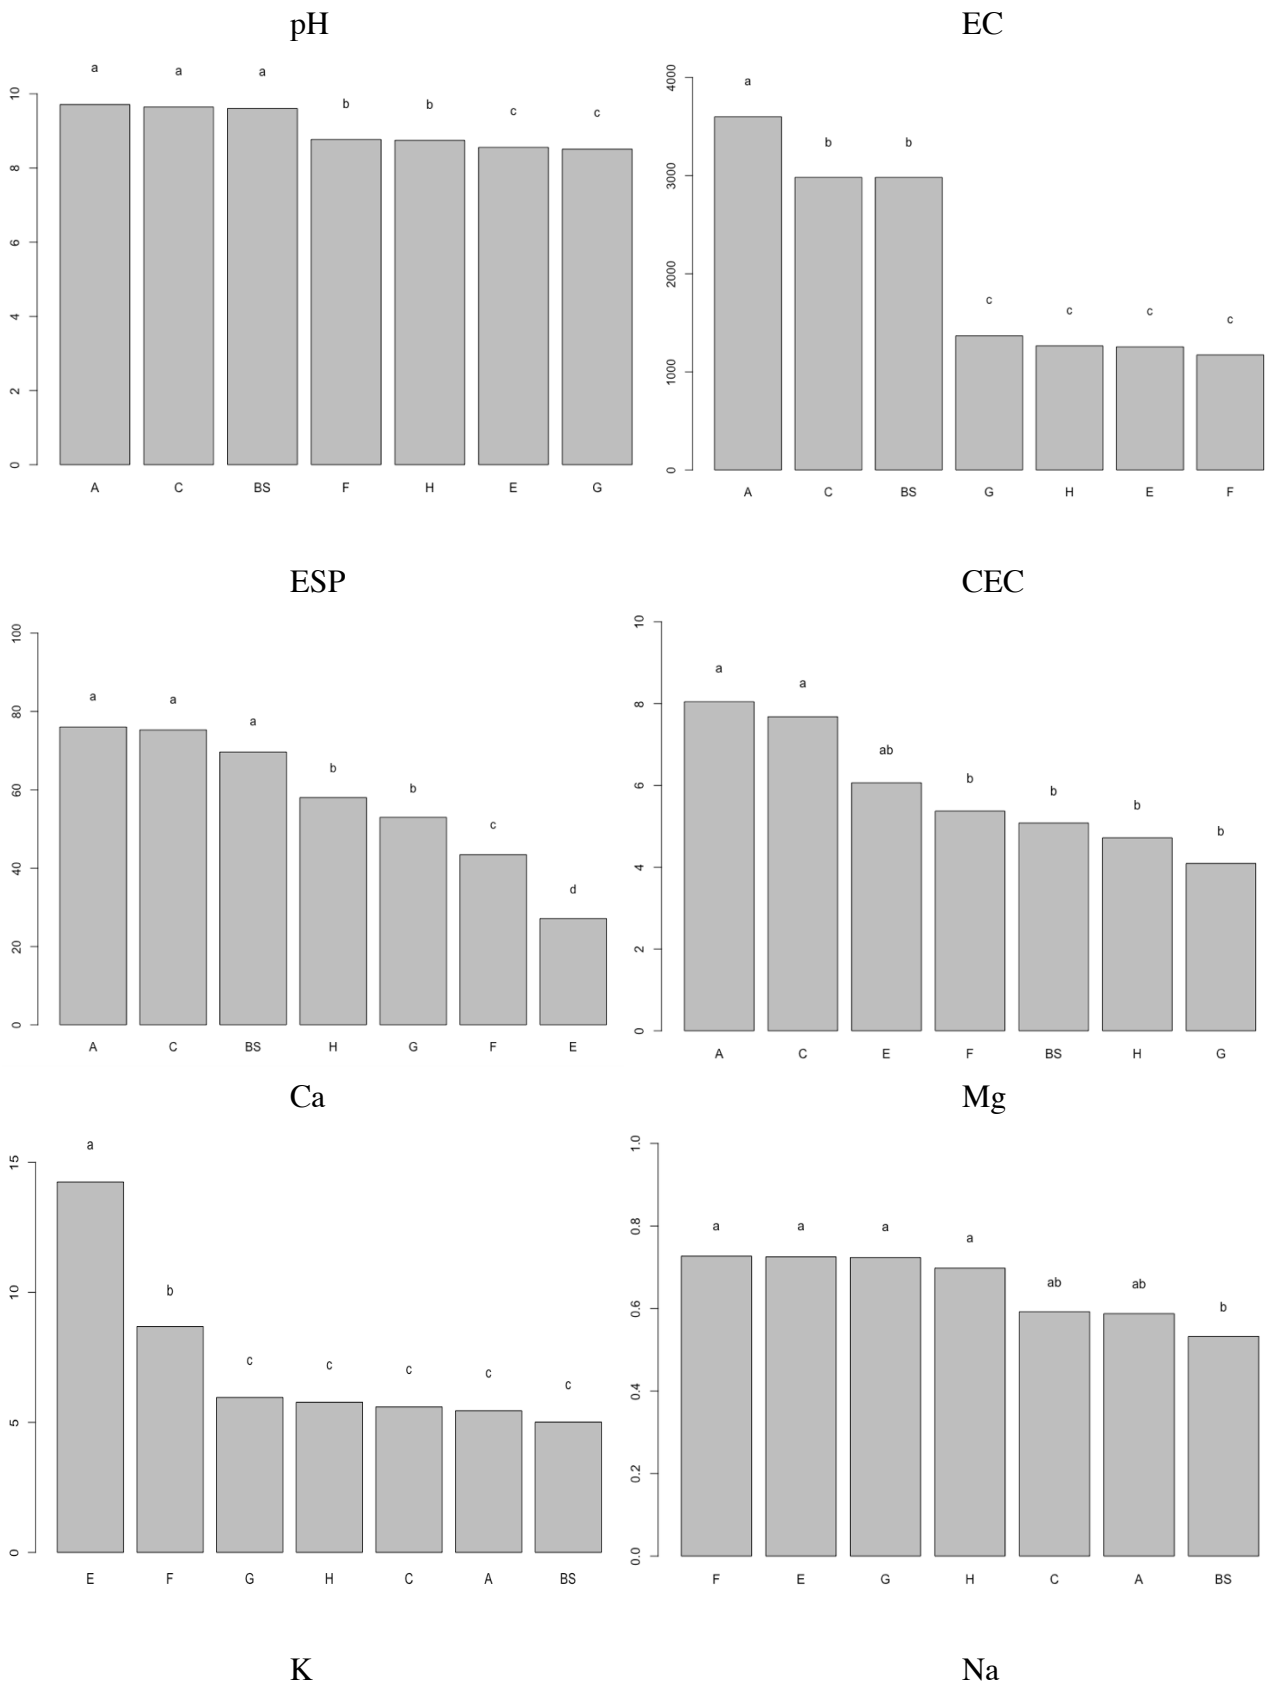 pH
EC
a a a b b c c
10
8
6
4
2
0
A C BS F H E G
a b b c c c c
4000
3000
2000
1000
0
A C BS G H E F
ESP
CEC
a a a b b c d
100
80
60
40
20
0
A C BS H G F E
a a ab b b b b
10
8
6
4
2
0
A C E F BS H G
Ca
Mg
a b c c c c c
15
10
5
0
E F G H C A BS
a a a a ab ab b
1.0
0.8
0.6
0.4
0.2
0.0
F E G H C A BS
K
Na